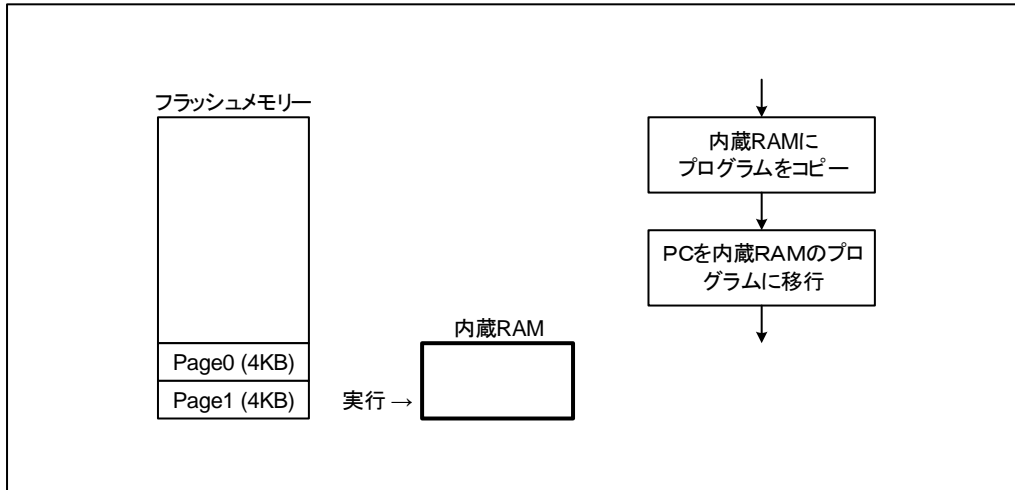 フラッシュメモリー
Page0 (4KB)
Page1 (4KB)
実行 →
内蔵RAM
内蔵RAMに
プログラムをコピー
PCを内蔵RAMのプロ
グラムに移行